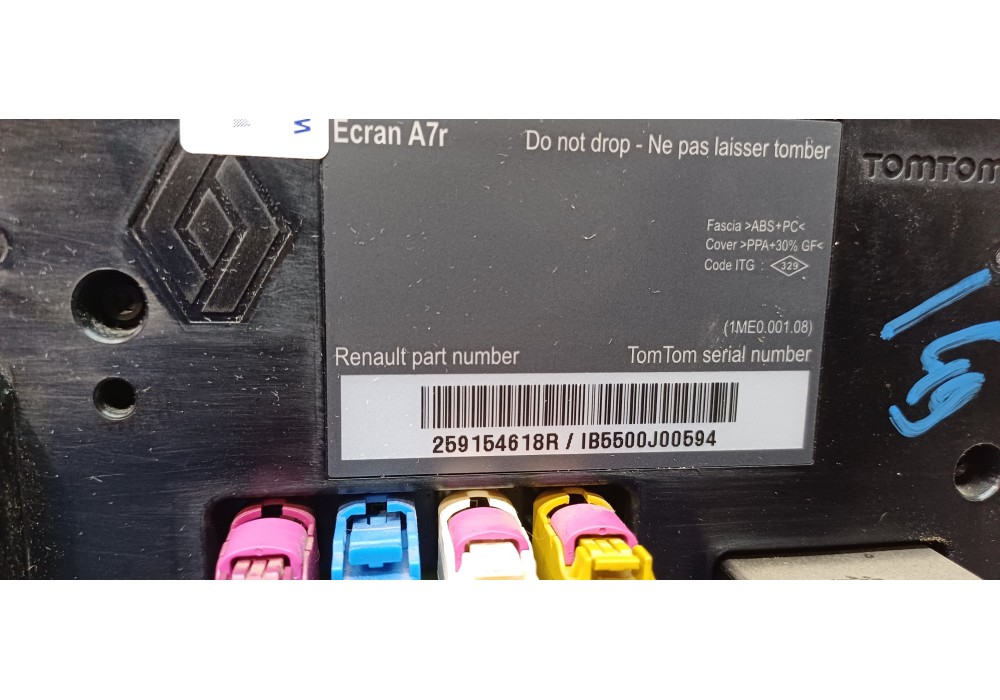 Ecran A7r
Do not drop - Ne pas laisser tomber
TOMTOM
Fascia >ABS+PC<
Cover >PPA+30% GF<
Code ITG : 329
(1ME0.001.08)
Renault part number
TomTom serial number
259154618R / IB5500J00594